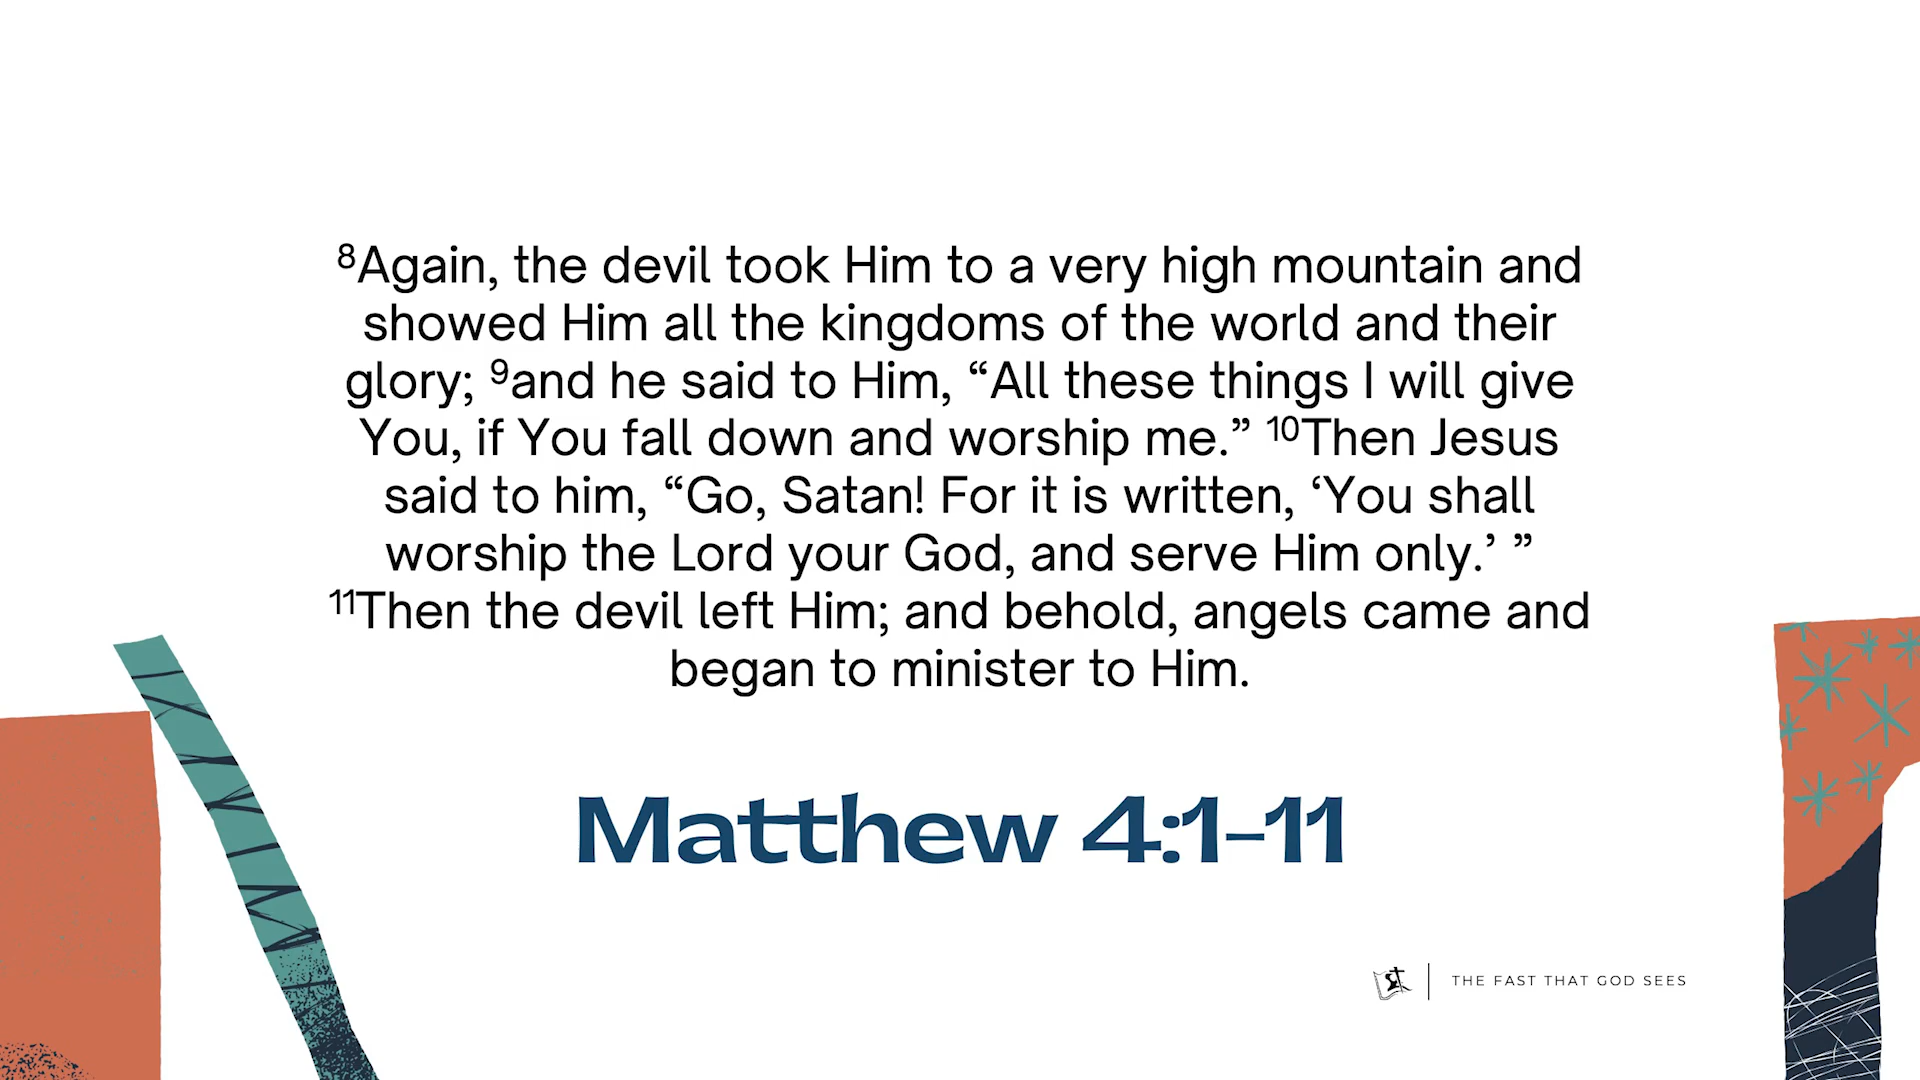 ⁸Again, the devil took Him to a very high mountain and
showed Him all the kingdoms of the world and their
glory; ⁹and he said to Him, “All these things I will give
You, if You fall down and worship me.” ¹⁰Then Jesus
said to him, “Go, Satan! For it is written, ‘You shall
worship the Lord your God, and serve Him only.’ ”
¹¹Then the devil left Him; and behold, angels came and
began to minister to Him.
Matthew 4:1–11
THE FAST THAT GOD SEES